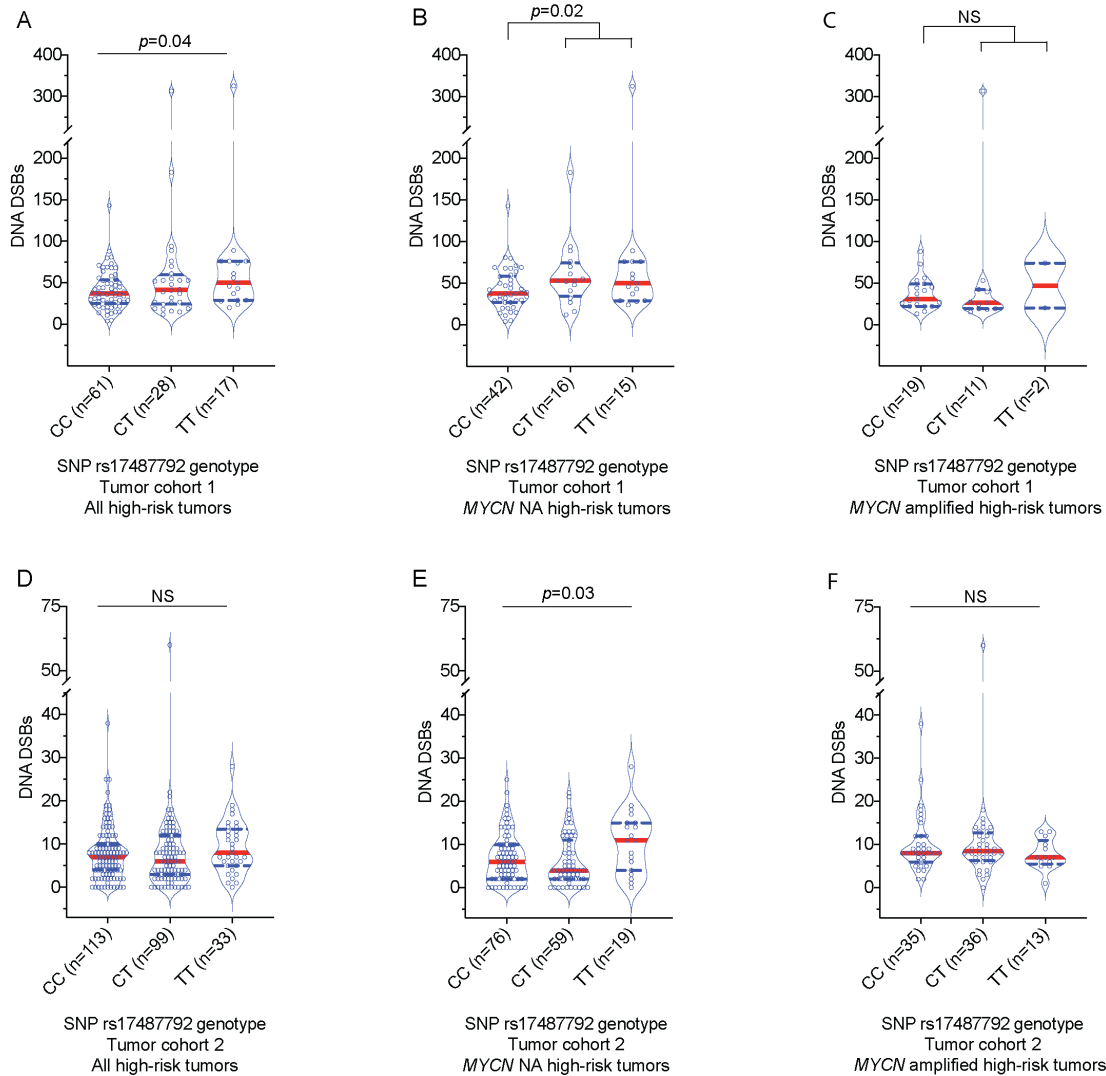 A
p=0.04
400
300
200
150
100
50
0
DNA DSBs
CC (n=61)
CT (n=28)
TT (n=17)
SNP rs17487792 genotype
Tumor cohort 1
All high-risk tumors
B
p=0.02
400
300
200
150
100
50
0
DNA DSBs
CC (n=42)
CT (n=16)
TT (n=15)
SNP rs17487792 genotype
Tumor cohort 1
MYCN NA high-risk tumors
C
NS
400
300
200
150
100
50
0
DNA DSBs
CC (n=19)
CT (n=11)
TT (n=2)
SNP rs17487792 genotype
Tumor cohort 1
MYCN amplified high-risk tumors
D
NS
75
50
40
30
20
10
0
DNA DSBs
CC (n=113)
CT (n=99)
TT (n=33)
SNP rs17487792 genotype
Tumor cohort 2
All high-risk tumors
E
p=0.03
75
50
40
30
20
10
0
DNA DSBs
CC (n=76)
CT (n=59)
TT (n=19)
SNP rs17487792 genotype
Tumor cohort 2
MYCN NA high-risk tumors
F
NS
75
50
40
30
20
10
0
DNA DSBs
CC (n=35)
CT (n=36)
TT (n=13)
SNP rs17487792 genotype
Tumor cohort 2
MYCN amplified high-risk tumors